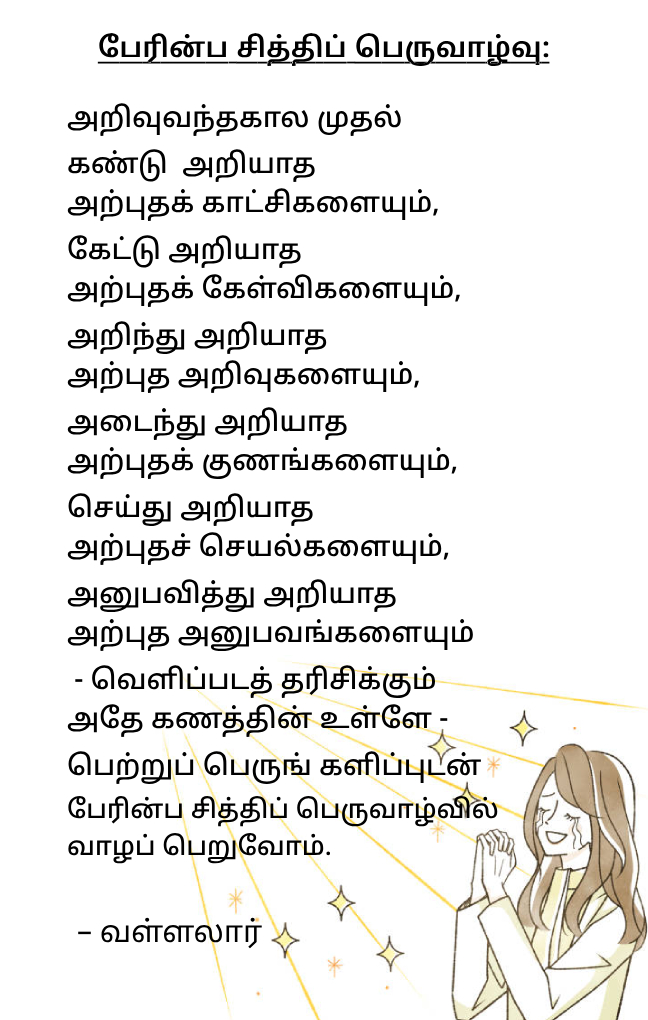 பேரின்ப சித்திப் பெருவாழ்வு:
அறிவுவந்தகால முதல்
கண்டு அறியாத
அற்புதக் காட்சிகளையும்,
கேட்டு அறியாத
அற்புதக் கேள்விகளையும்,
அறிந்து அறியாத
அற்புத அறிவுகளையும்,
அடைந்து அறியாத
அற்புதக் குணங்களையும்,
செய்து அறியாத
அற்புதச் செயல்களையும்,
அனுபவித்து அறியாத
அற்புத அனுபவங்களையும்
- வெளிப்படத் தரிசிக்கும்
அதே கணத்தின் உள்ளே -
பெற்றுப் பெருங் களிப்புடன்
பேரின்ப சித்திப் பெருவாழ்வில்
வாழப் பெறுவோம்.
– வள்ளலார்